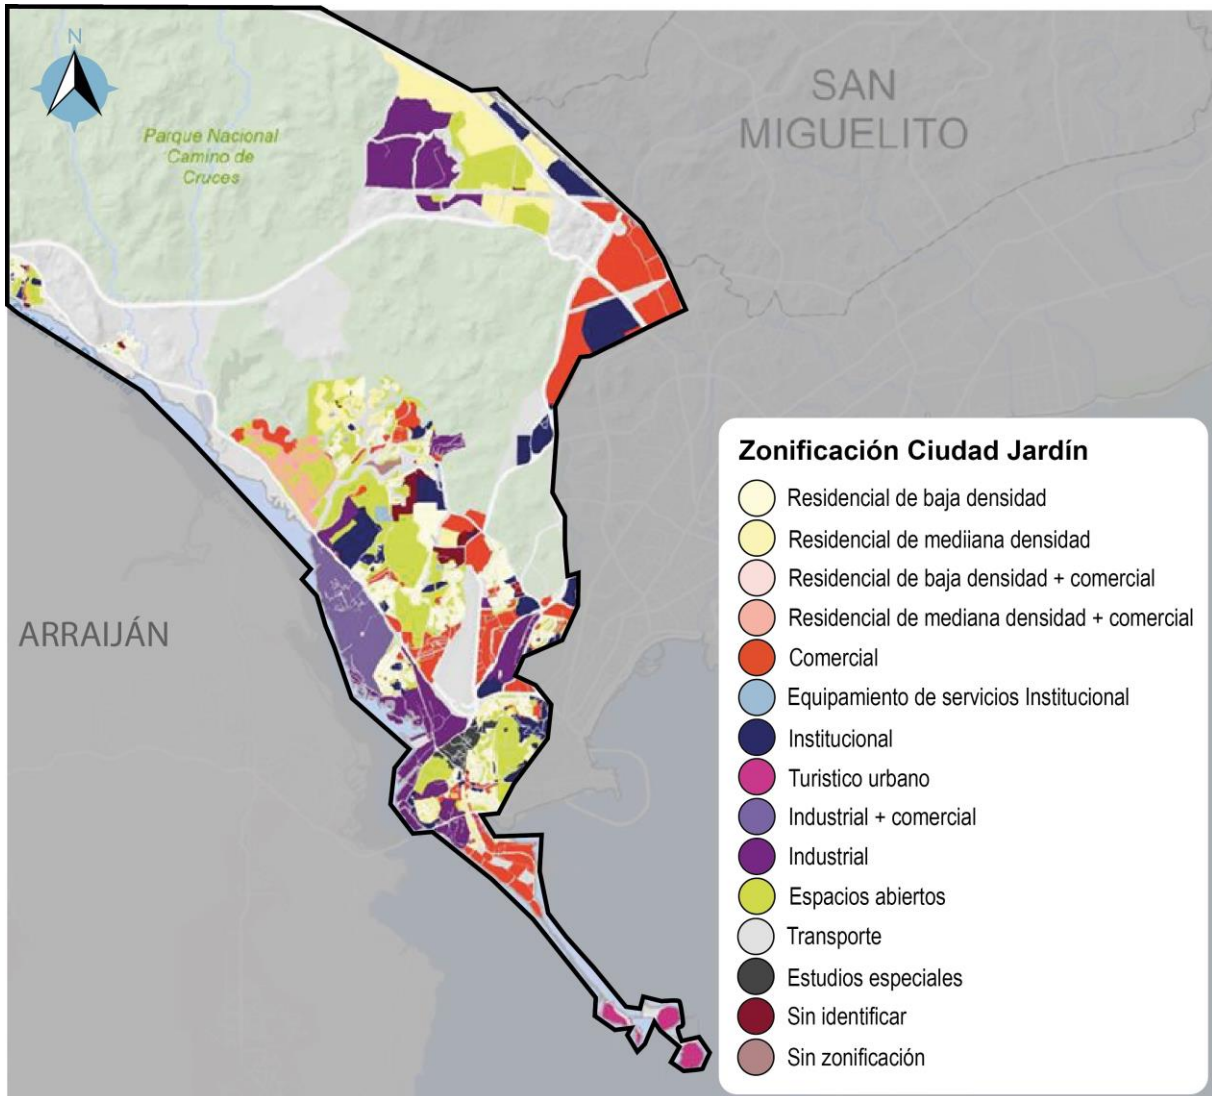 N
SAN
MIGUELITO
Parque Nacional
Camino de
Cruces
ARRAIJÁN
Zonificación Ciudad Jardín
Residencial de baja densidad
Residencial de mediiana densidad
Residencial de baja densidad + comercial
Residencial de mediana densidad + comercial
Comercial
Equipamiento de servicios Institucional
Institucional
Turistico urbano
Industrial + comercial
Industrial
Espacios abiertos
Transporte
Estudios especiales
Sin identificar
Sin zonificación